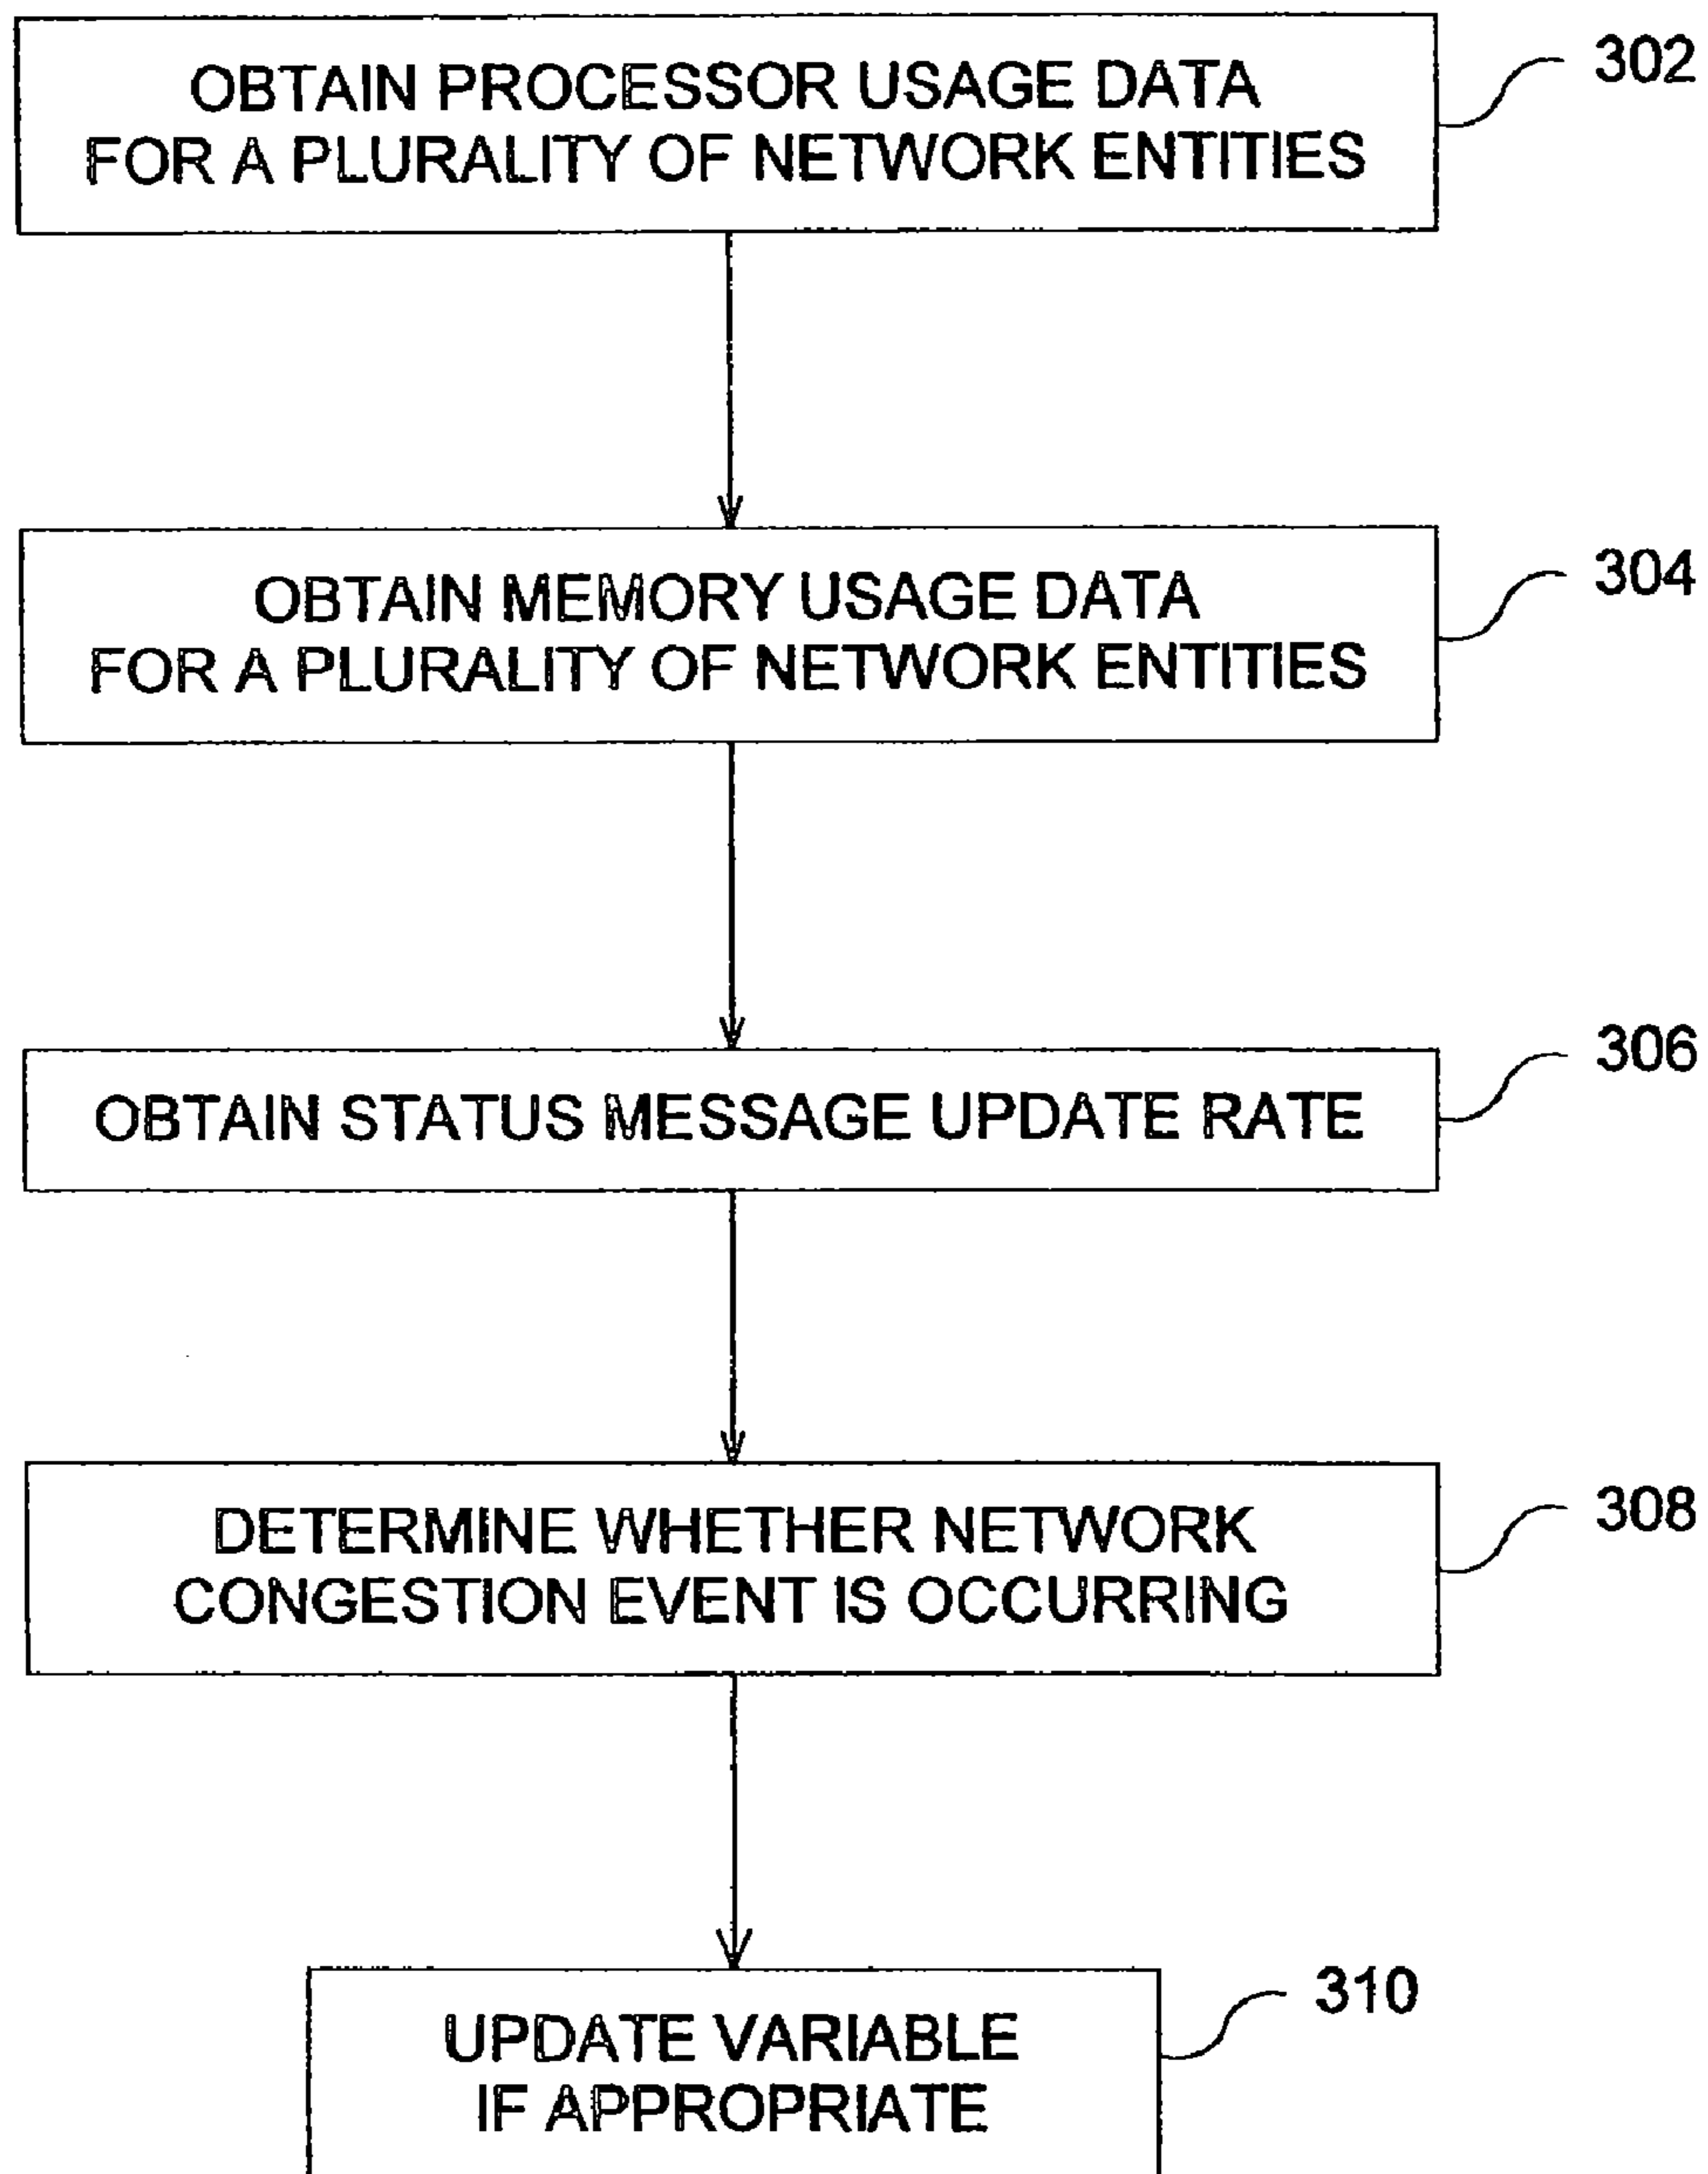 OBTAIN PROCESSOR USAGE DATA
FOR A PLURALITY OF NETWORK ENTITIES
302
OBTAIN MEMORY USAGE DATA
FOR A PLURALITY OF NETWORK ENTITIES
304
OBTAIN STATUS MESSAGE UPDATE RATE
306
DETERMINE WHETHER NETWORK
CONGESTION EVENT IS OCCURRING
308
UPDATE VARIABLE
IF APPROPRIATE
310